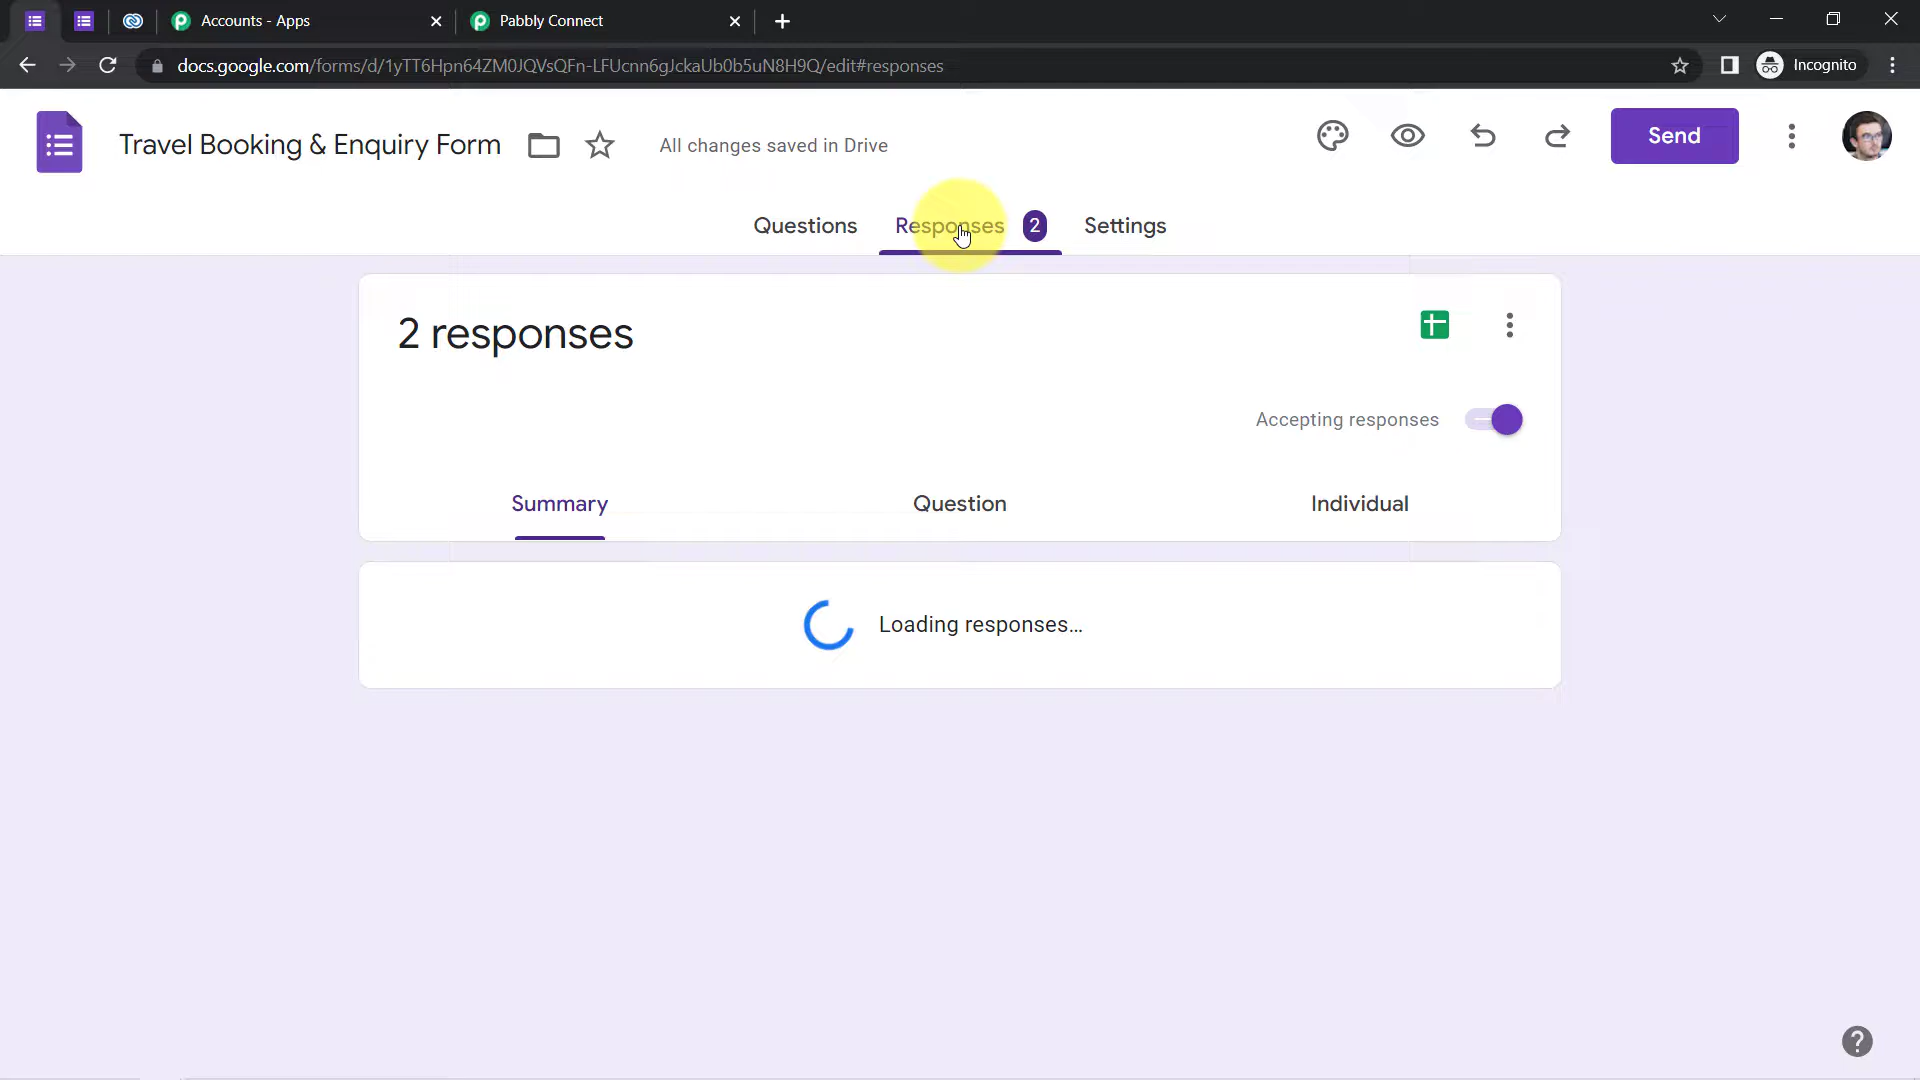 Accounts - Apps
Pabbly Connect
docs.google.com/forms/d/1yTT6Hpn64ZM0JQVsQFn-LFUcnn6gJckaUb0b5uN8H9Q/edit#responses
Incognito
Travel Booking & Enquiry Form
All changes saved in Drive
Send
Questions
Responses 2
Settings
2 responses
Accepting responses
Summary
Question
Individual
Loading responses...